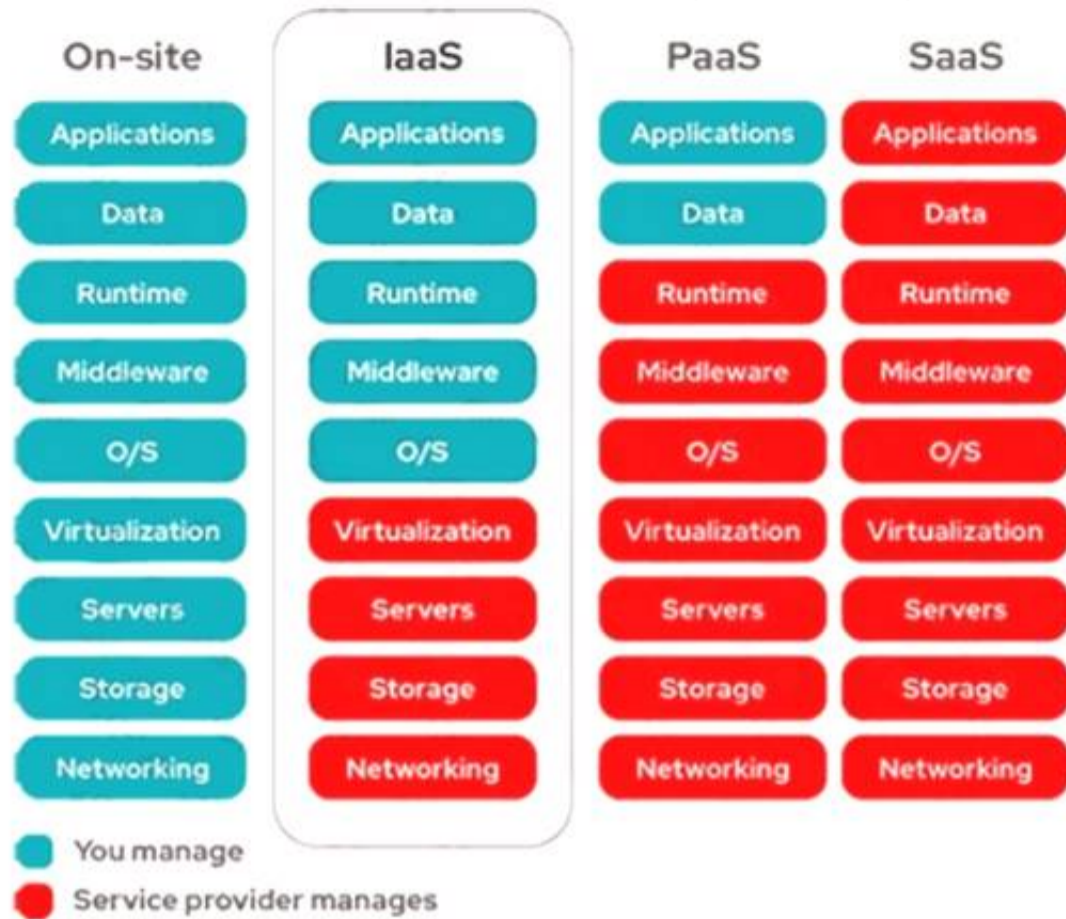 On-site IaaS PaaS SaaS
Applications Applications Applications Applications
Data Data Data Data
Runtime Runtime Runtime Runtime
Middleware Middleware Middleware Middleware
O/S O/S O/S O/S
Virtualization Virtualization Virtualization Virtualization
Servers Servers Servers Servers
Storage Storage Storage Storage
Networking Networking Networking Networking
You manage
Service provider manages